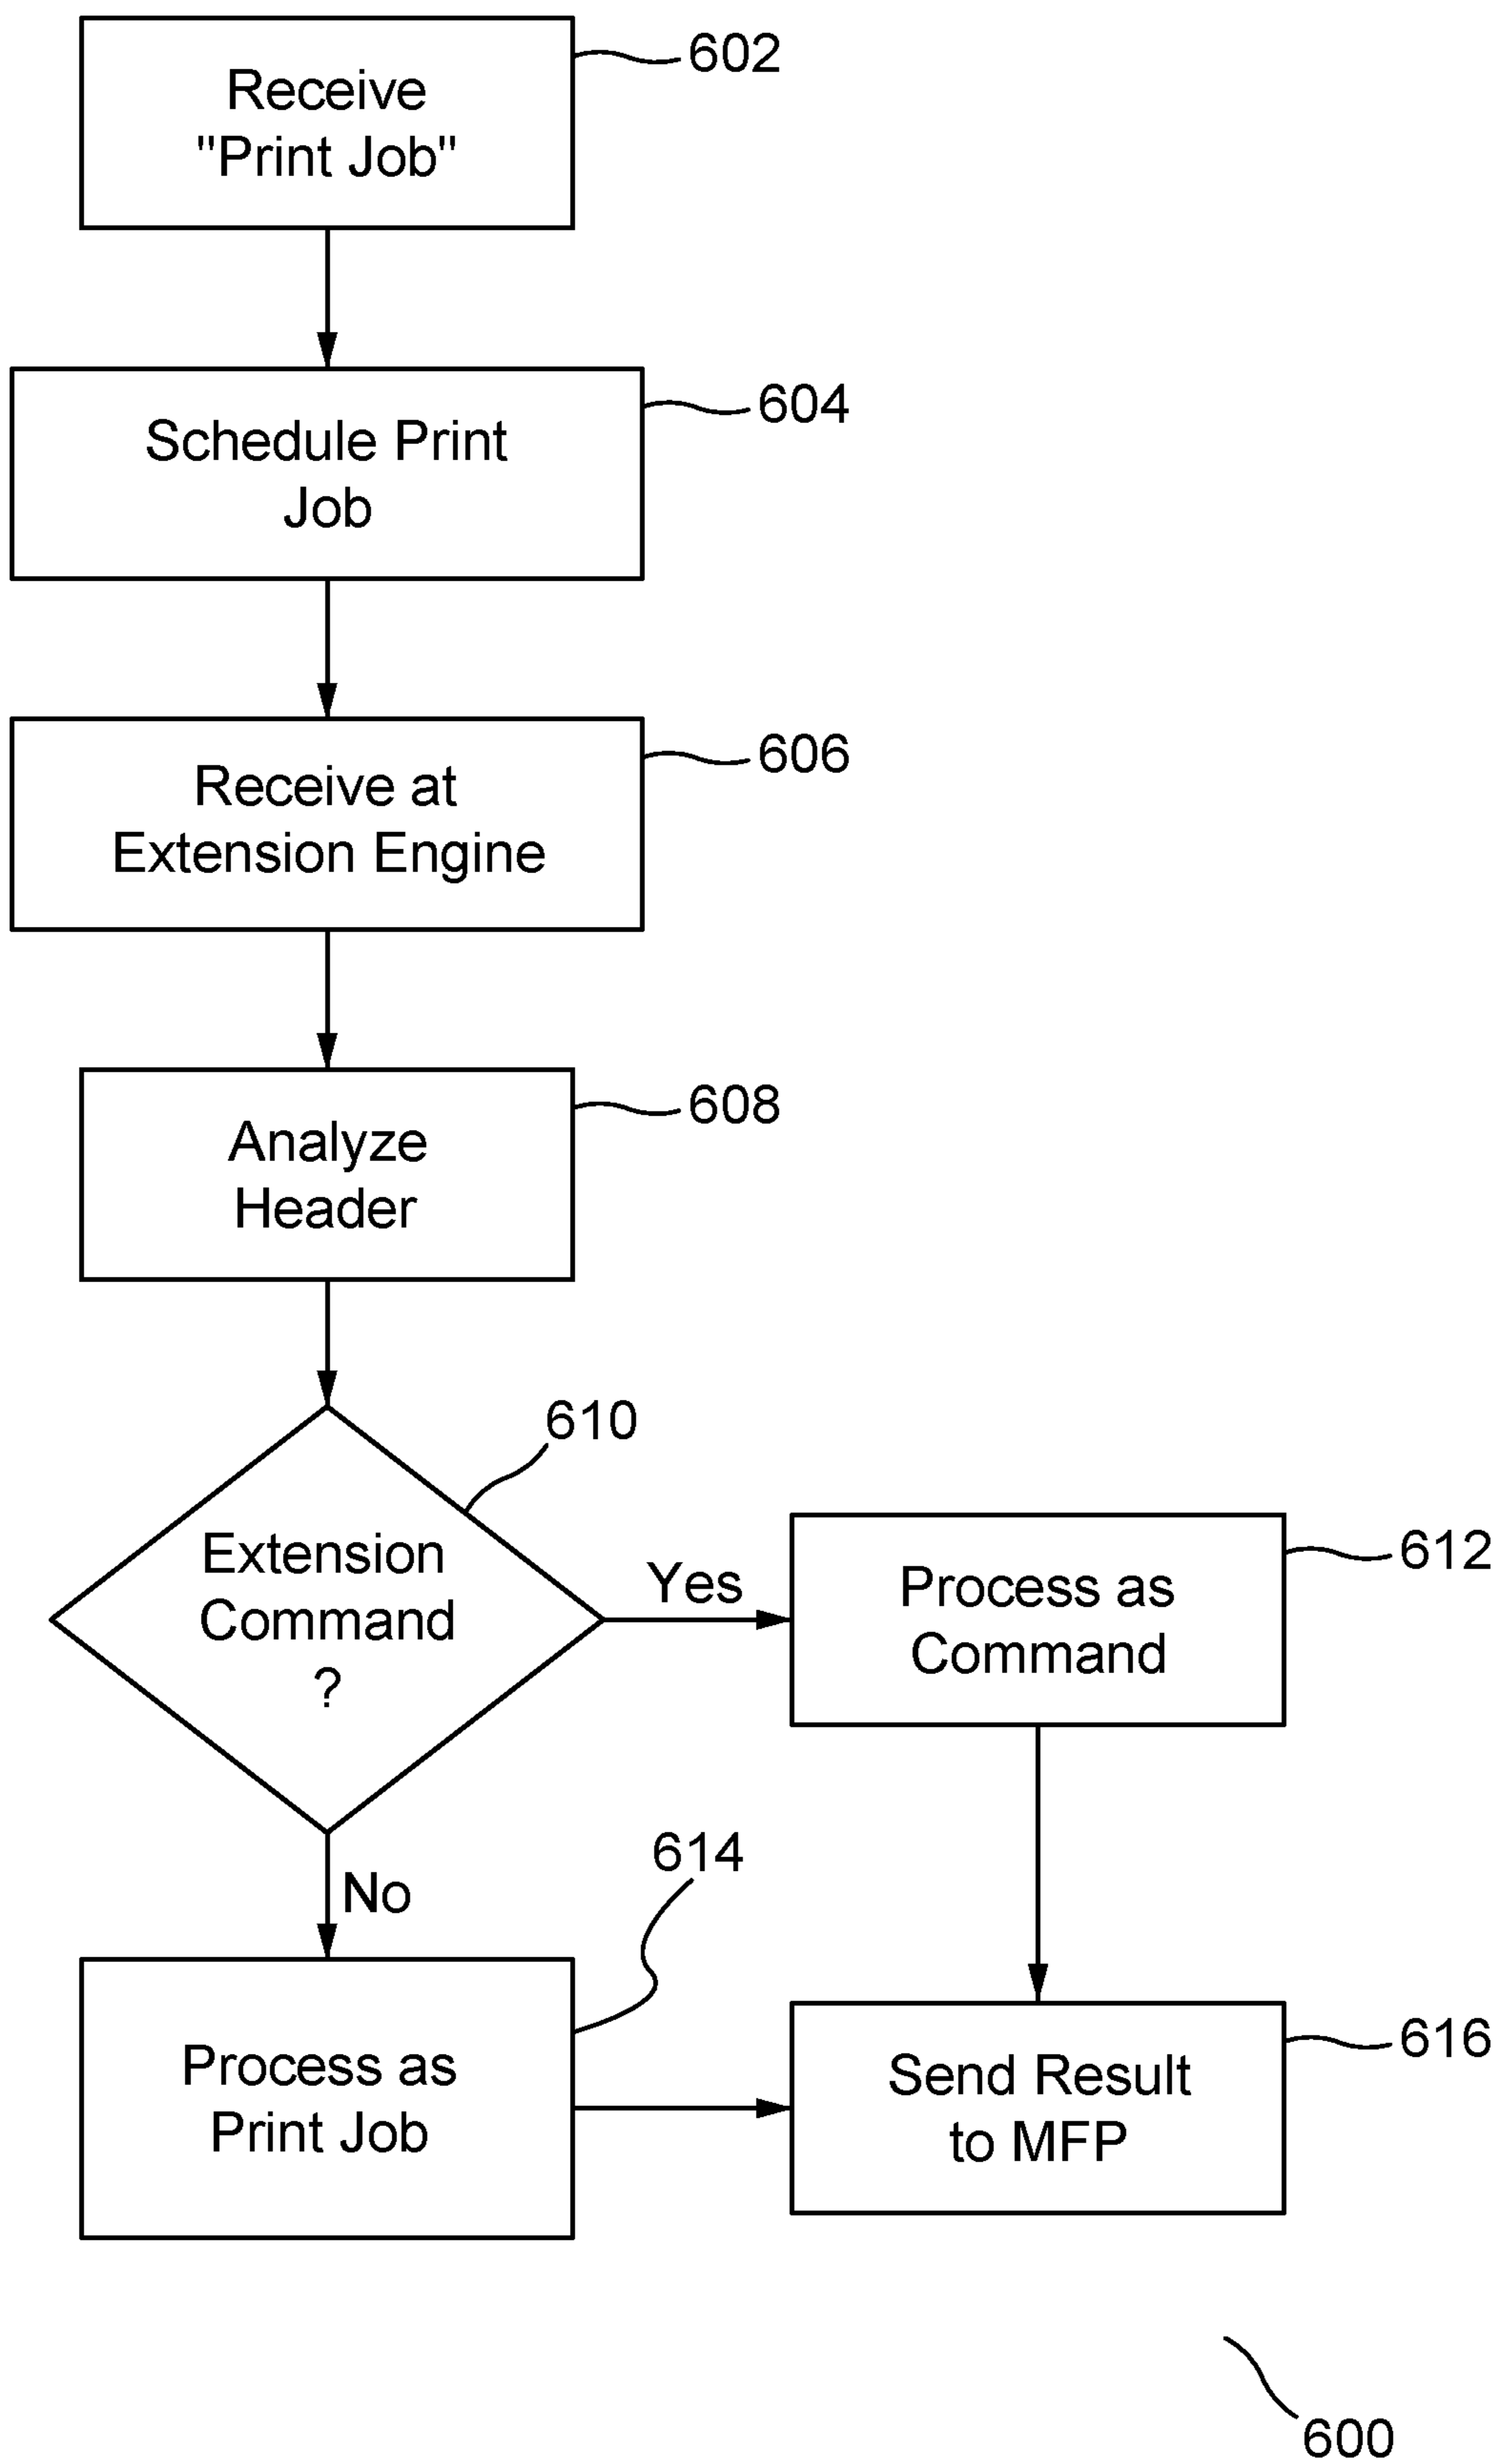 Receive
"Print Job"
602
Schedule Print
Job
604
Receive at
Extension Engine
606
Analyze
Header
608
610
Extension
Command
?
Yes
Process as
Command
612
No
614
Process as
Print Job
Send Result
to MFP
616
600